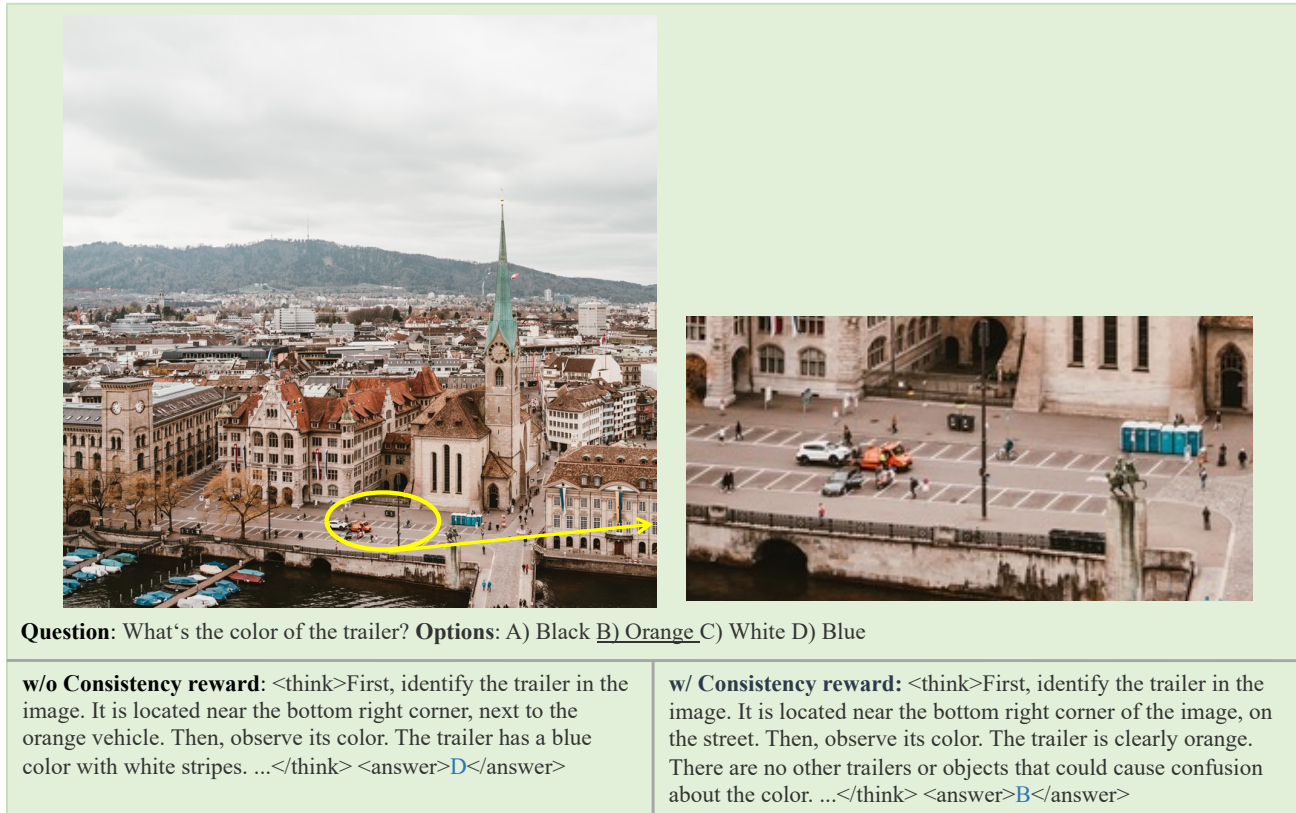 Question: What‘s the color of the trailer? Options: A) Black B) Orange C) White D) Blue
w/o Consistency reward: <think>First, identify the trailer in the
image. It is located near the bottom right corner, next to the
orange vehicle. Then, observe its color. The trailer has a blue
color with white stripes. ...</think> <answer>D</answer>
w/ Consistency reward: <think>First, identify the trailer in the
image. It is located near the bottom right corner of the image, on
the street. Then, observe its color. The trailer is clearly orange.
There are no other trailers or objects that could cause confusion
about the color. ...</think> <answer>B</answer>